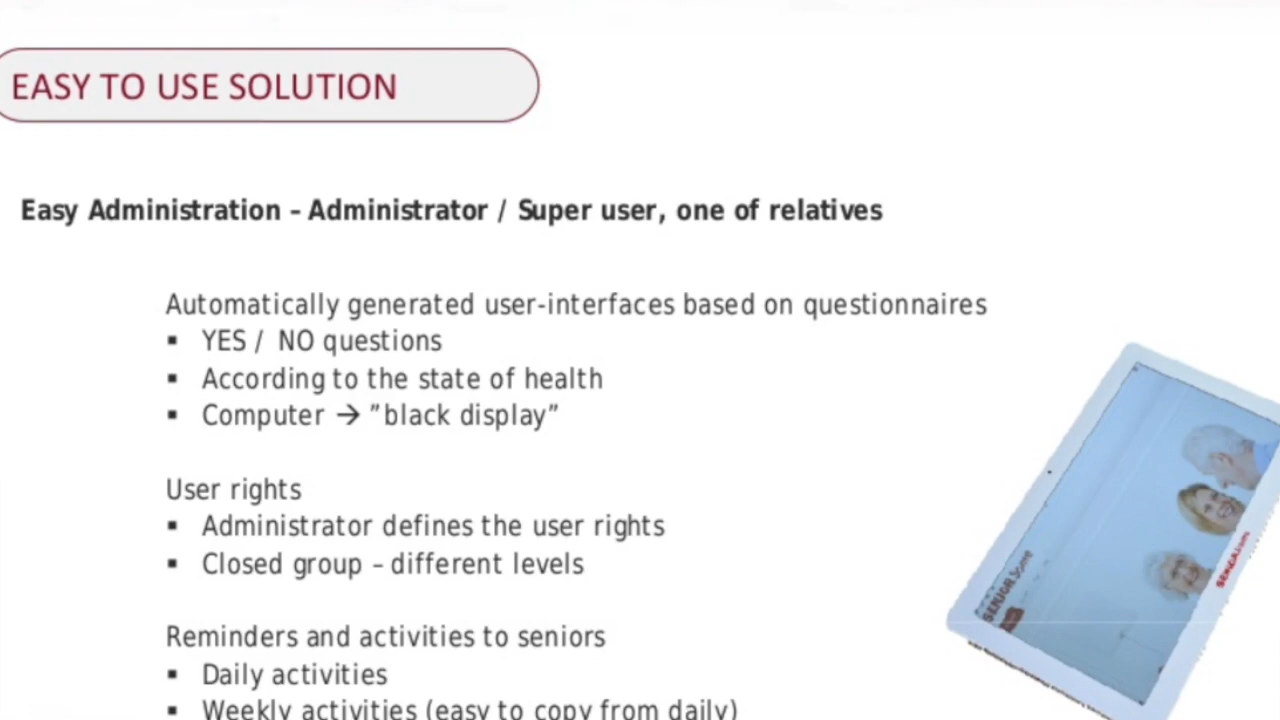 EASY TO USE SOLUTION
Easy Administration – Administrator / Super user, one of relatives
Automatically generated user-interfaces based on questionnaires
▪ YES / NO questions
▪ According to the state of health
▪ Computer → ”black display”
User rights
▪ Administrator defines the user rights
▪ Closed group – different levels
Reminders and activities to seniors
▪ Daily activities
▪ Weekly activities (easy to copy from daily)
SENIOR